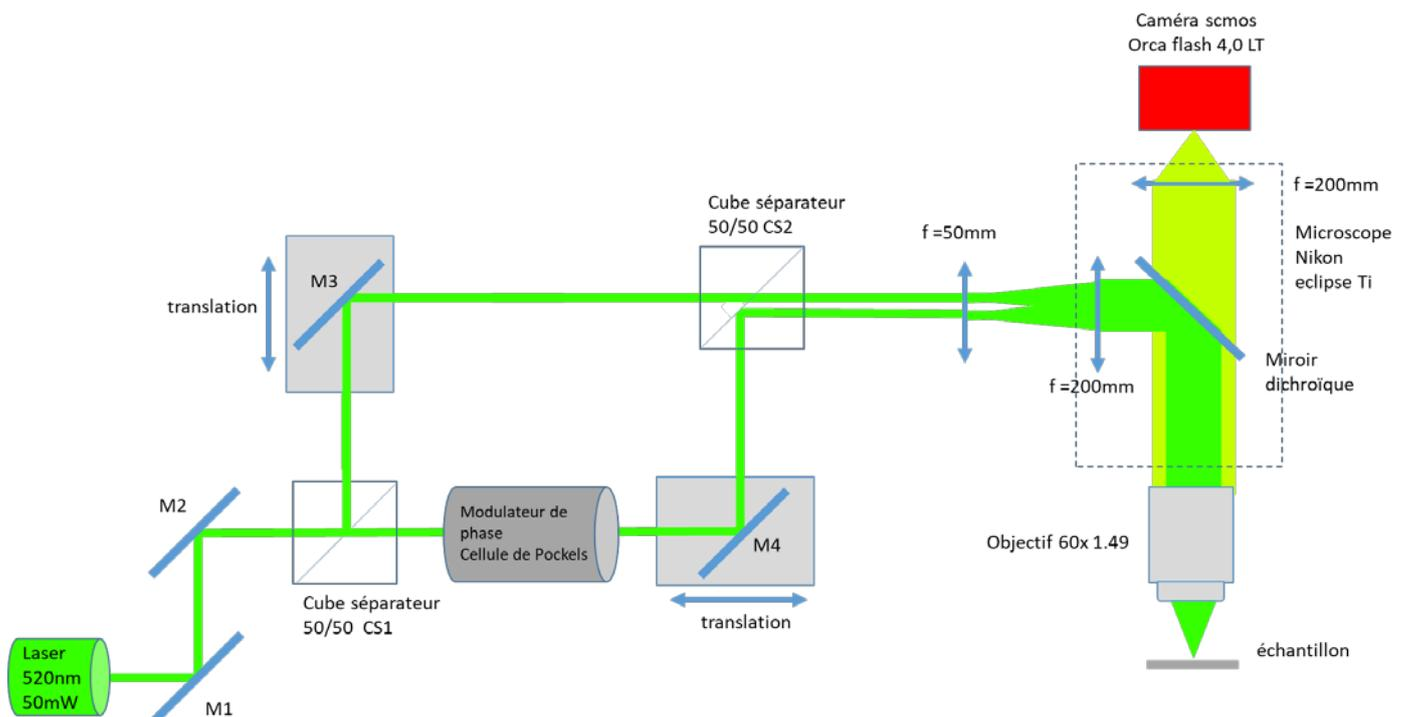 Caméra scmos
Orca flash 4,0 LT
f =200mm
Microscope
Nikon
eclipse Ti
Cube séparateur
50/50 CS2
f =50mm
M3
translation
f =200mm
Miroir
dichroïque
M2
Modulateur de
phase
Cellule de Pockels
M4
Objectif 60x 1.49
Cube séparateur
50/50  CS1
translation
échantillon
Laser
520nm
50mW
M1